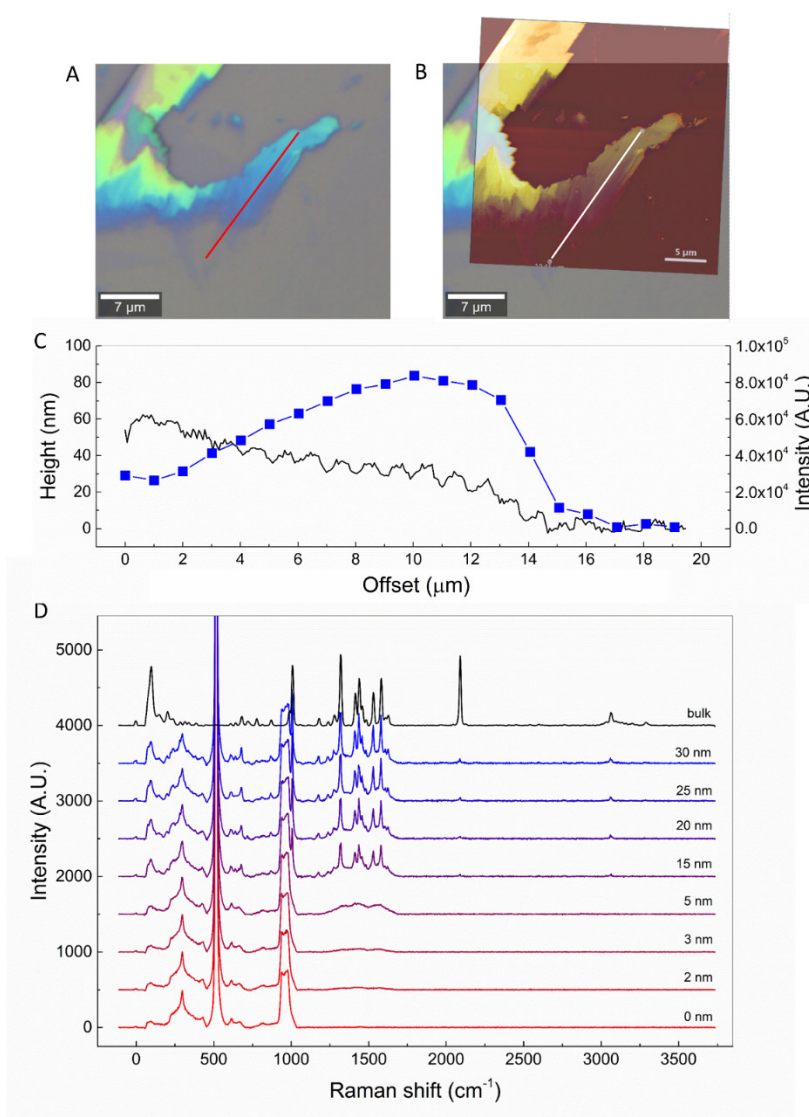 A
B
7 µm
7 µm
5 µm
C
100
80
60
40
20
0
Height (nm)
1.0x10⁵
8.0x10⁴
6.0x10⁴
4.0x10⁴
2.0x10⁴
0.0
Intensity (A.U.)
0 2 4 6 8 10 12 14 16 18 20
Offset (µm)
D
5000
4000
3000
2000
1000
0
Intensity (A.U.)
bulk
30 nm
25 nm
20 nm
15 nm
5 nm
3 nm
2 nm
0 nm
0 500 1000 1500 2000 2500 3000 3500
Raman shift (cm⁻¹)